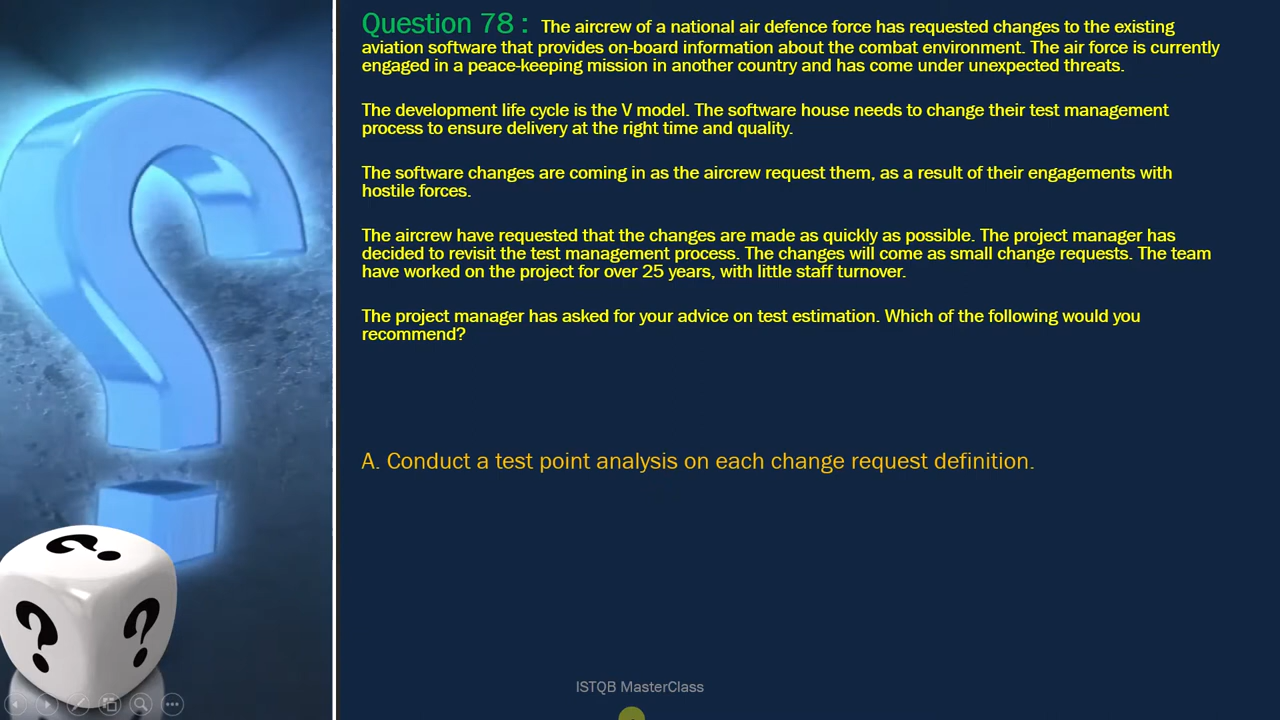 Question 78 : The aircrew of a national air defence force has requested changes to the existing
aviation software that provides on-board information about the combat environment. The air force is currently
engaged in a peace-keeping mission in another country and has come under unexpected threats.
The development life cycle is the V model. The software house needs to change their test management
process to ensure delivery at the right time and quality.
The software changes are coming in as the aircrew request them, as a result of their engagements with
hostile forces.
The aircrew have requested that the changes are made as quickly as possible. The project manager has
decided to revisit the test management process. The changes will come as small change requests. The team
have worked on the project for over 25 years, with little staff turnover.
The project manager has asked for your advice on test estimation. Which of the following would you
recommend?
A. Conduct a test point analysis on each change request definition.
ISTQB MasterClass